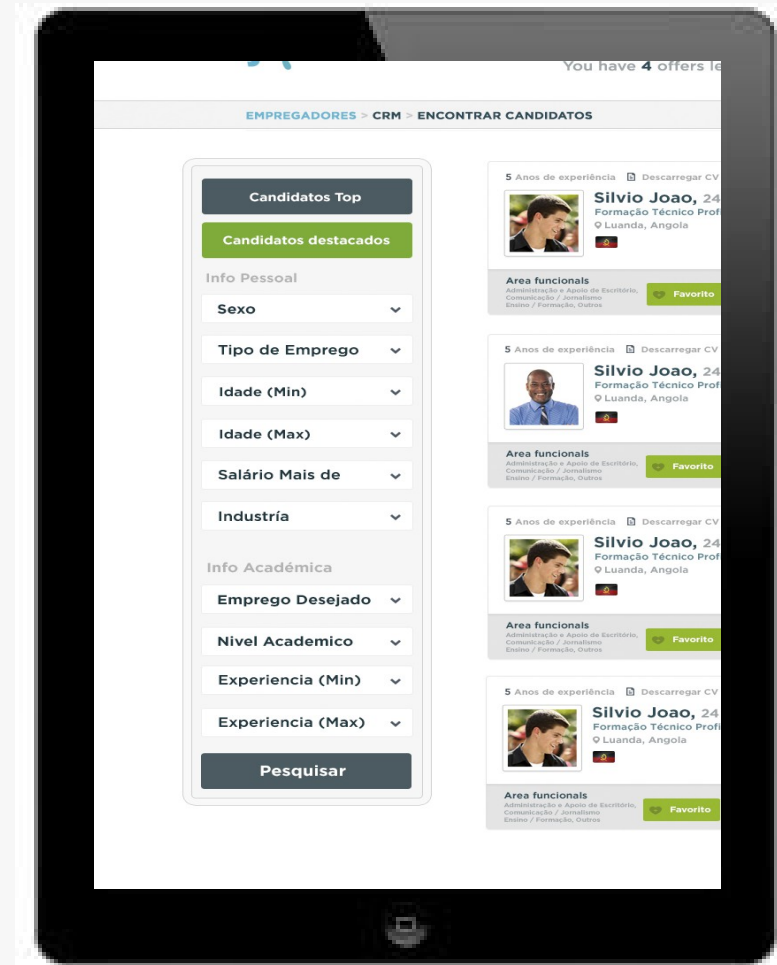 You have 4 offers le
EMPREGADORES > CRM > ENCONTRAR CANDIDATOS
Candidatos Top
Candidatos destacados
Info Pessoal
Sexo
Tipo de Emprego
Idade (Min)
Idade (Max)
Salário Mais de
Industría
Info Académica
Emprego Desejado
Nivel Academico
Experiencia (Min)
Experiencia (Max)
Pesquisar
5 Anos de experiência Descarregar CV
Silvio Joao, 24
Formação Técnico Prof
Luanda, Angola
Area funcionals
Administração e Apoio de Escritório,
Comunicação / Jornalismo
Ensino / Formação, Outros
Favorito
5 Anos de experiência Descarregar CV
Silvio Joao, 24
Formação Técnico Prof
Luanda, Angola
Area funcionals
Administração e Apoio de Escritório,
Comunicação / Jornalismo
Ensino / Formação, Outros
Favorito
5 Anos de experiência Descarregar CV
Silvio Joao, 24
Formação Técnico Prof
Luanda, Angola
Area funcionals
Administração e Apoio de Escritório,
Comunicação / Jornalismo
Ensino / Formação, Outros
Favorito
5 Anos de experiência Descarregar CV
Silvio Joao, 24
Formação Técnico Profi
Luanda, Angola
Area funcionals
Administração e Apoio de Escritório,
Comunicação / Jornalismo
Ensino / Formação, Outros
Favorito